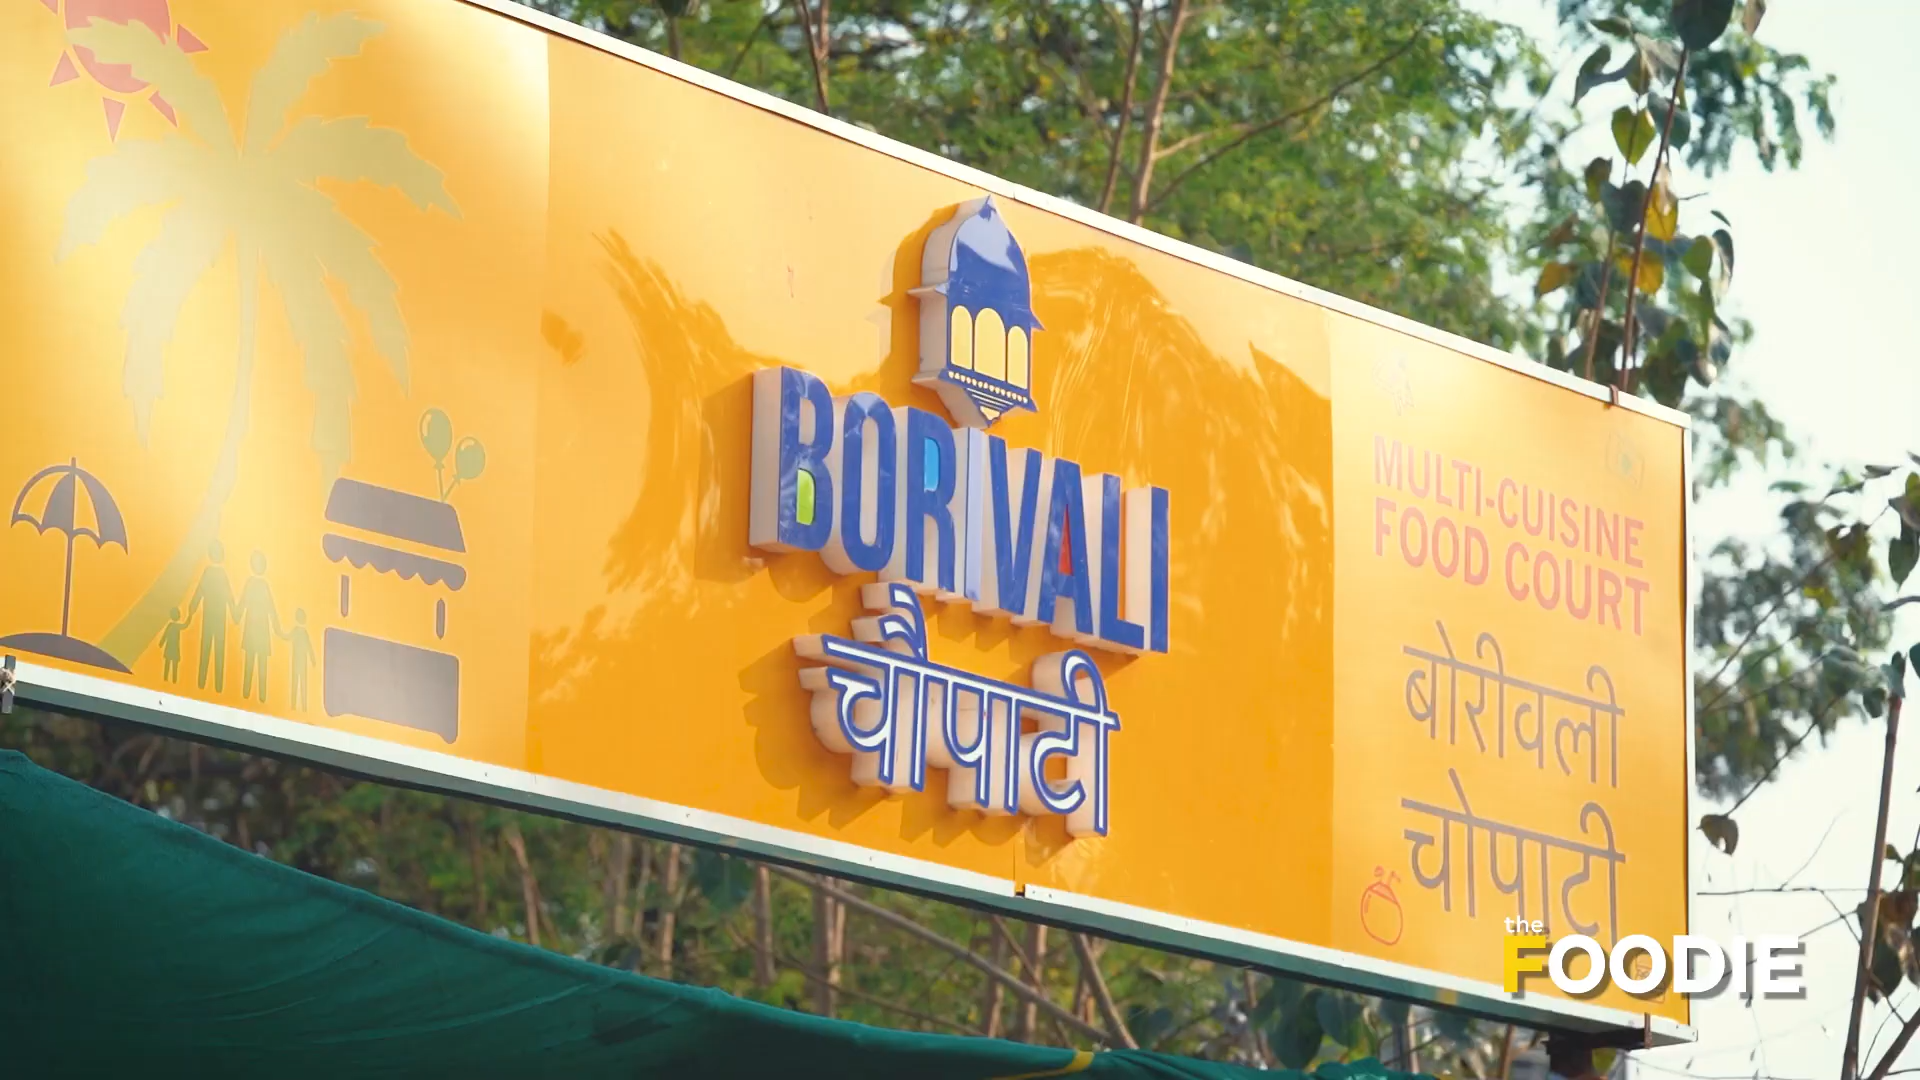 BORIVALI
चौपाटी
MULTI-CUISINE
FOOD COURT
बोरीवली
चोपाटी
the
FOODIE